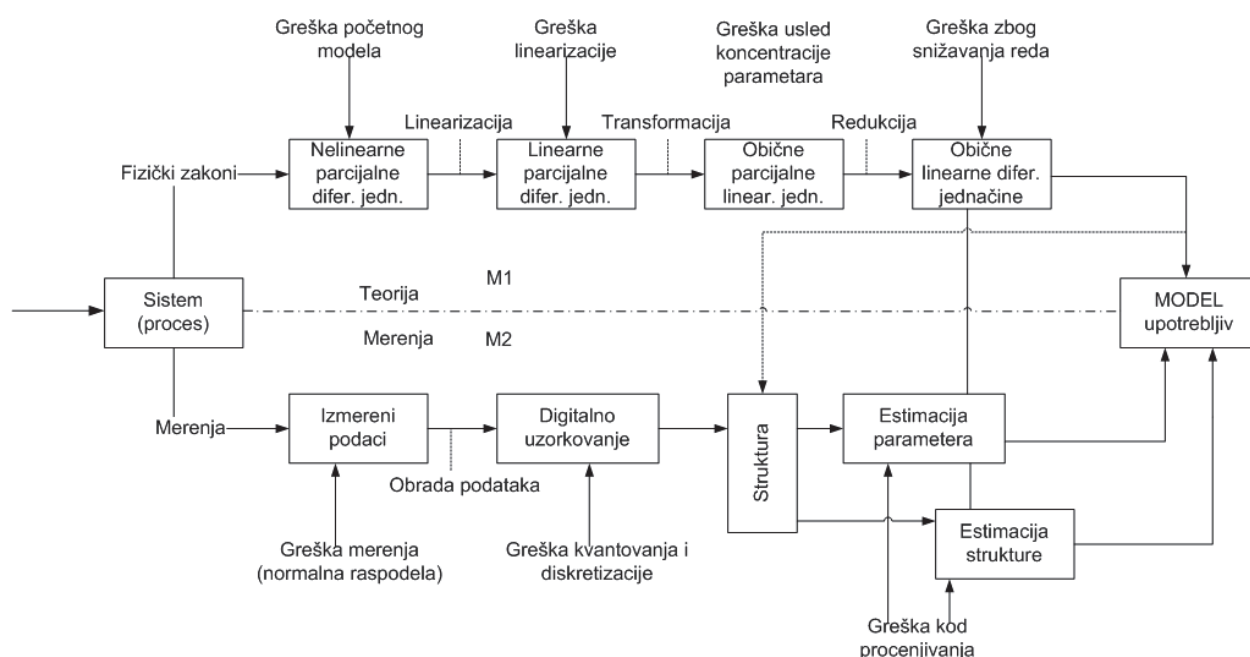 Greška početnog
modela
Greška
linearizacije
Greška usled
koncentracije
parametara
Greška zbog
snižavanja reda
Linearizacija
Transformacija
Redukcija
Fizički zakoni
Nelinearne
parcijalne
difer. jedn.
Linearne
parcijalne
difer. jedn.
Obične
parcijalne
linear. jedn.
Obične
linearne difer.
jednačine
Sistem
(proces)
Teorija
M1
Merenja
M2
MODEL
upotrebljiv
Merenja
Izmereni
podaci
Digitalno
uzorkovanje
Struktura
Estimacija
parametera
Obrada podataka
Estimacija
strukture
Greška merenja
(normalna raspodela)
Greška kvantovanja i
diskretizacije
Greška kod
procenjivanja